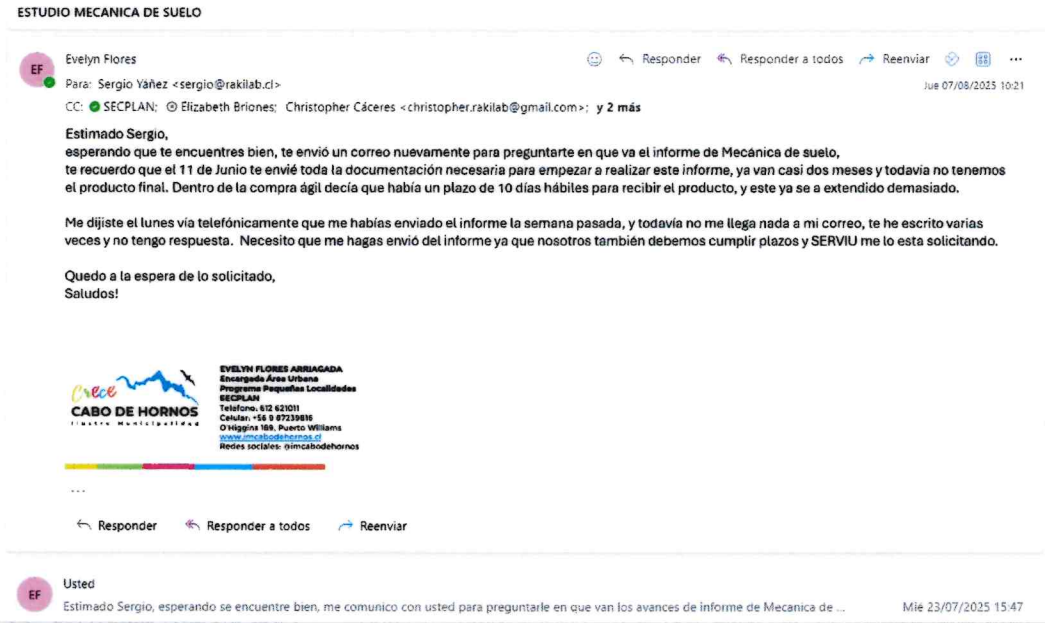 ESTUDIO MECANICA DE SUELO
EF
Evelyn Flores
Responder
Responder a todos
Reenviar
Para: Sergio Yáñez <sergio@rakilab.cl>
Jue 07/08/2025 10:21
CC: SECPLAN; Elizabeth Briones; Christopher Cáceres <christopher.rakilab@gmail.com>; y 2 más
Estimado Sergio,
esperando que te encuentres bien, te envió un correo nuevamente para preguntarte en que va el informe de Mecánica de suelo,
te recuerdo que el 11 de Junio te envié toda la documentación necesaria para empezar a realizar este informe, ya van casi dos meses y todavía no tenemos
el producto final. Dentro de la compra ágil decía que había un plazo de 10 días hábiles para recibir el producto, y este ya se a extendido demasiado.
Me dijiste el lunes vía telefónicamente que me habías enviado el informe la semana pasada, y todavía no me llega nada a mi correo, te he escrito varias
veces y no tengo respuesta. Necesito que me hagas envió del informe ya que nosotros también debemos cumplir plazos y SERVIU me lo esta solicitando.
Quedo a la espera de lo solicitado,
Saludos!
Crece
CABO DE HORNOS
Ilustre Municipalidad
EVELYN FLORES ARRIAGADA
Encargada Área Urbana
Programa Pequeñas Localidades
SECPLAN
Teléfono: 612 621011
Celular: +56 9 87239816
O'Higgins 189, Puerto Williams
www.imcabodehornos.cl
Redes sociales: @imcabodehornos
...
Responder
Responder a todos
Reenviar
EF
Usted
Estimado Sergio, esperando se encuentre bien, me comunico con usted para preguntarle en que van los avances de informe de Mecanica de ...
Mié 23/07/2025 15:47